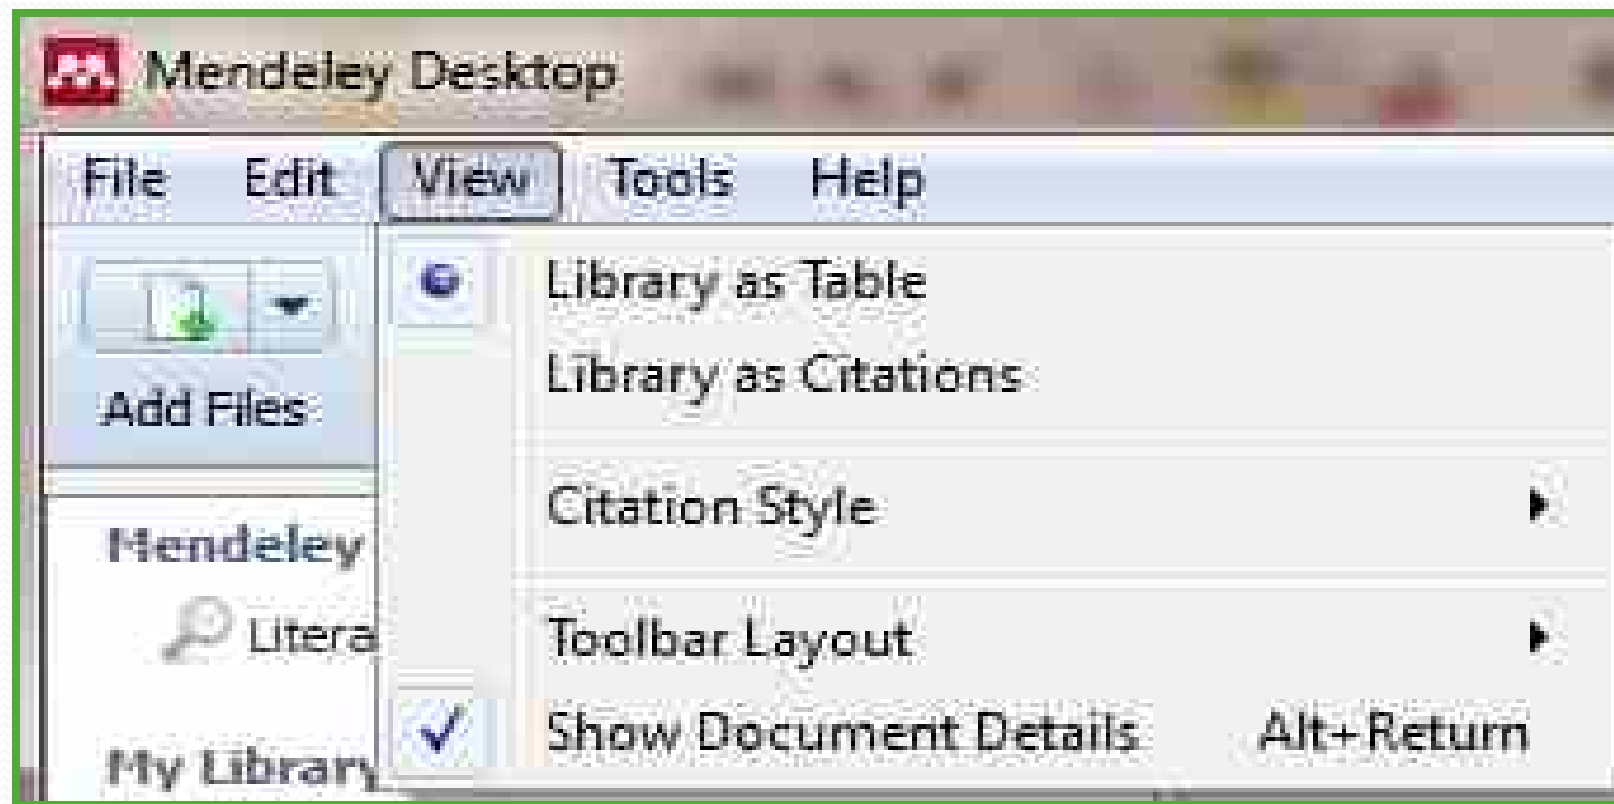 Mendeley Desktop
File Edit View Tools Help
Library as Table
Library as Citations
Add Files
Citation Style
Mendeley
Litera
Toolbar Layout
Show Document Details Alt+Return
My Library